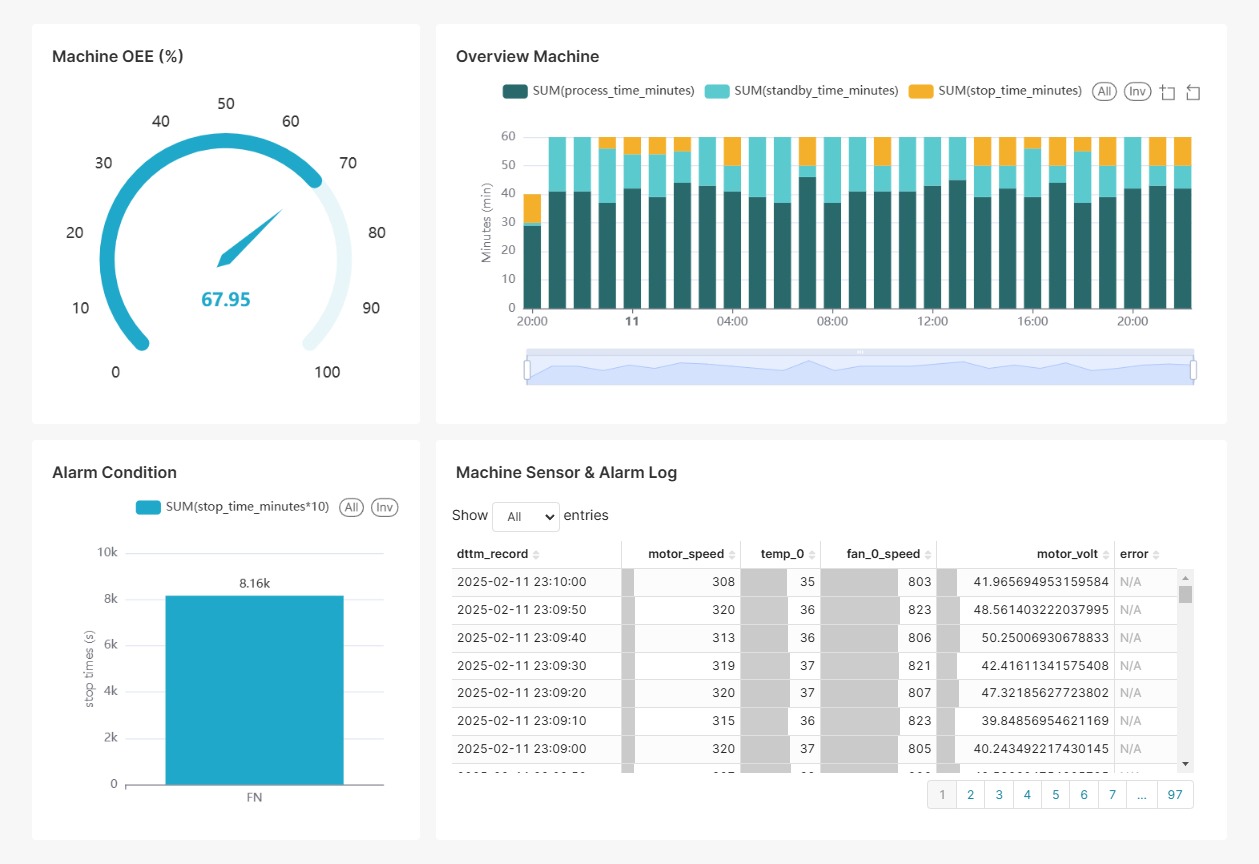 Machine OEE (%)
50
40 60
30 70
20 80
67.95
10 90
0 100
Overview Machine
SUM(process_time_minutes) SUM(standby_time_minutes) SUM(stop_time_minutes) All Inv
60
50
40
30
20
10
0
Minutes (min)
20:00 11 04:00 08:00 12:00 16:00 20:00
Alarm Condition
SUM(stop_time_minutes*10) All Inv
10k
8.16k
8k
6k
4k
2k
0
stop times (s)
FN
Machine Sensor & Alarm Log
Show All entries
dttm_record motor_speed temp_0 fan_0_speed motor_volt error
2025-02-11 23:10:00 308 35 803 41.965694953159584 N/A
2025-02-11 23:09:50 320 36 823 48.561403222037995 N/A
2025-02-11 23:09:40 313 36 806 50.25006930678833 N/A
2025-02-11 23:09:30 319 37 821 42.41611341575408 N/A
2025-02-11 23:09:20 320 37 807 47.32185627723802 N/A
2025-02-11 23:09:10 315 36 823 39.84856954621169 N/A
2025-02-11 23:09:00 320 37 805 40.243492217430145 N/A
1 2 3 4 5 6 7 ... 97